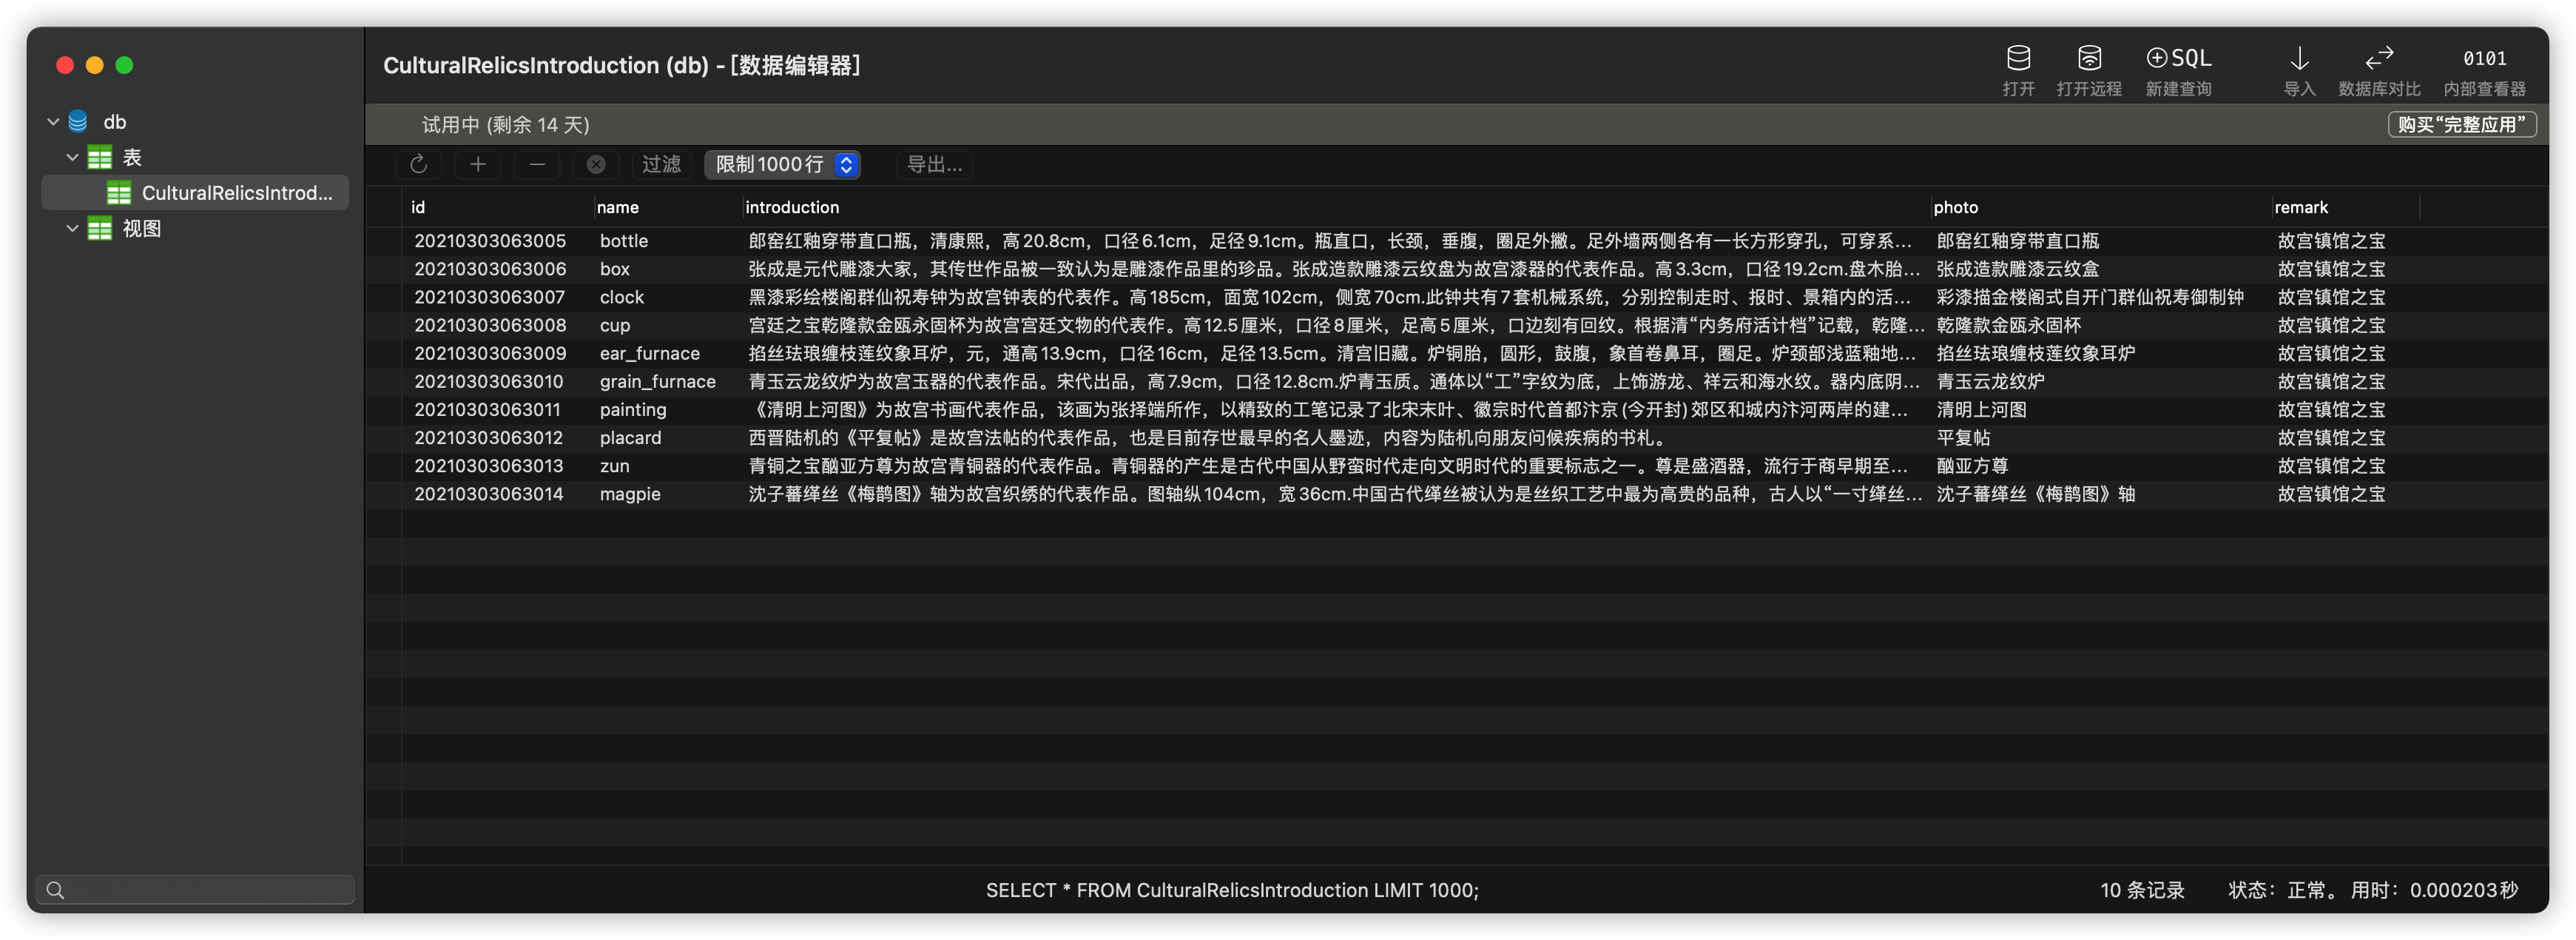 CulturalRelicsIntroduction (db) – [数据编辑器]
打开 打开远程 ⊕SQL 新建查询 导入 数据库对比 0101 内部查看器
试用中 (剩余 14 天) 购买“完整应用”
db
表
CulturalRelicsIntrod...
视图
过滤 限制1000行 导出...
id name introduction photo remark
20210303063005 bottle 郎窑红釉穿带直口瓶，清康熙，高20.8cm，口径6.1cm，足径9.1cm。瓶直口，长颈，垂腹，圈足外撇。足外墙两侧各有一长方形穿孔，可穿系... 郎窑红釉穿带直口瓶 故宫镇馆之宝
20210303063006 box 张成是元代雕漆大家，其传世作品被一致认为是雕漆作品里的珍品。张成造款雕漆云纹盘为故宫漆器的代表作品。高3.3cm，口径19.2cm.盘木胎... 张成造款雕漆云纹盒 故宫镇馆之宝
20210303063007 clock 黑漆彩绘楼阁群仙祝寿钟为故宫钟表的代表作。高185cm，面宽102cm，侧宽70cm.此钟共有7套机械系统，分别控制走时、报时、景箱内的活... 彩漆描金楼阁式自开门群仙祝寿御制钟 故宫镇馆之宝
20210303063008 cup 宫廷之宝乾隆款金瓯永固杯为故宫宫廷文物的代表作。高12.5厘米，口径8厘米，足高5厘米，口边刻有回纹。根据清“内务府活计档”记载，乾隆... 乾隆款金瓯永固杯 故宫镇馆之宝
20210303063009 ear_furnace 掐丝珐琅缠枝莲纹象耳炉，元，通高13.9cm，口径16cm，足径13.5cm。清宫旧藏。炉铜胎，圆形，鼓腹，象首卷鼻耳，圈足。炉颈部浅蓝釉地... 掐丝珐琅缠枝莲纹象耳炉 故宫镇馆之宝
20210303063010 grain_furnace 青玉云龙纹炉为故宫玉器的代表作品。宋代出品，高7.9cm，口径12.8cm.炉青玉质。通体以“工”字纹为底，上饰游龙、祥云和海水纹。器内底阴... 青玉云龙纹炉 故宫镇馆之宝
20210303063011 painting 《清明上河图》为故宫书画代表作品，该画为张择端所作，以精致的工笔记录了北宋末叶、徽宗时代首都汴京(今开封)郊区和城内汴河两岸的建... 清明上河图 故宫镇馆之宝
20210303063012 placard 西晋陆机的《平复帖》是故宫法帖的代表作品，也是目前存世最早的名人墨迹，内容为陆机向朋友问候疾病的书札。 平复帖 故宫镇馆之宝
20210303063013 zun 青铜之宝酗亚方尊为故宫青铜器的代表作品。青铜器的产生是古代中国从野蛮时代走向文明时代的重要标志之一。尊是盛酒器，流行于商早期至... 酗亚方尊 故宫镇馆之宝
20210303063014 magpie 沈子蕃缂丝《梅鹊图》轴为故宫织绣的代表作品。图轴纵104cm，宽36cm.中国古代缂丝被认为是丝织工艺中最为高贵的品种，古人以“一寸缂丝... 沈子蕃缂丝《梅鹊图》轴 故宫镇馆之宝
SELECT * FROM CulturalRelicsIntroduction LIMIT 1000; 10 条记录 状态：正常。用时：0.000203秒